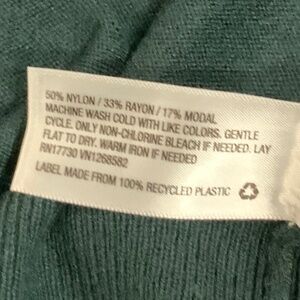 50% NYLON / 33% RAYON / 17% MODAL
MACHINE WASH COLD WITH LIKE COLORS. GENTLE
CYCLE. ONLY NON-CHLORINE BLEACH IF NEEDED. LAY
FLAT TO DRY. WARM IRON IF NEEDED
RN17730 VN1268582
LABEL MADE FROM 100% RECYCLED PLASTIC